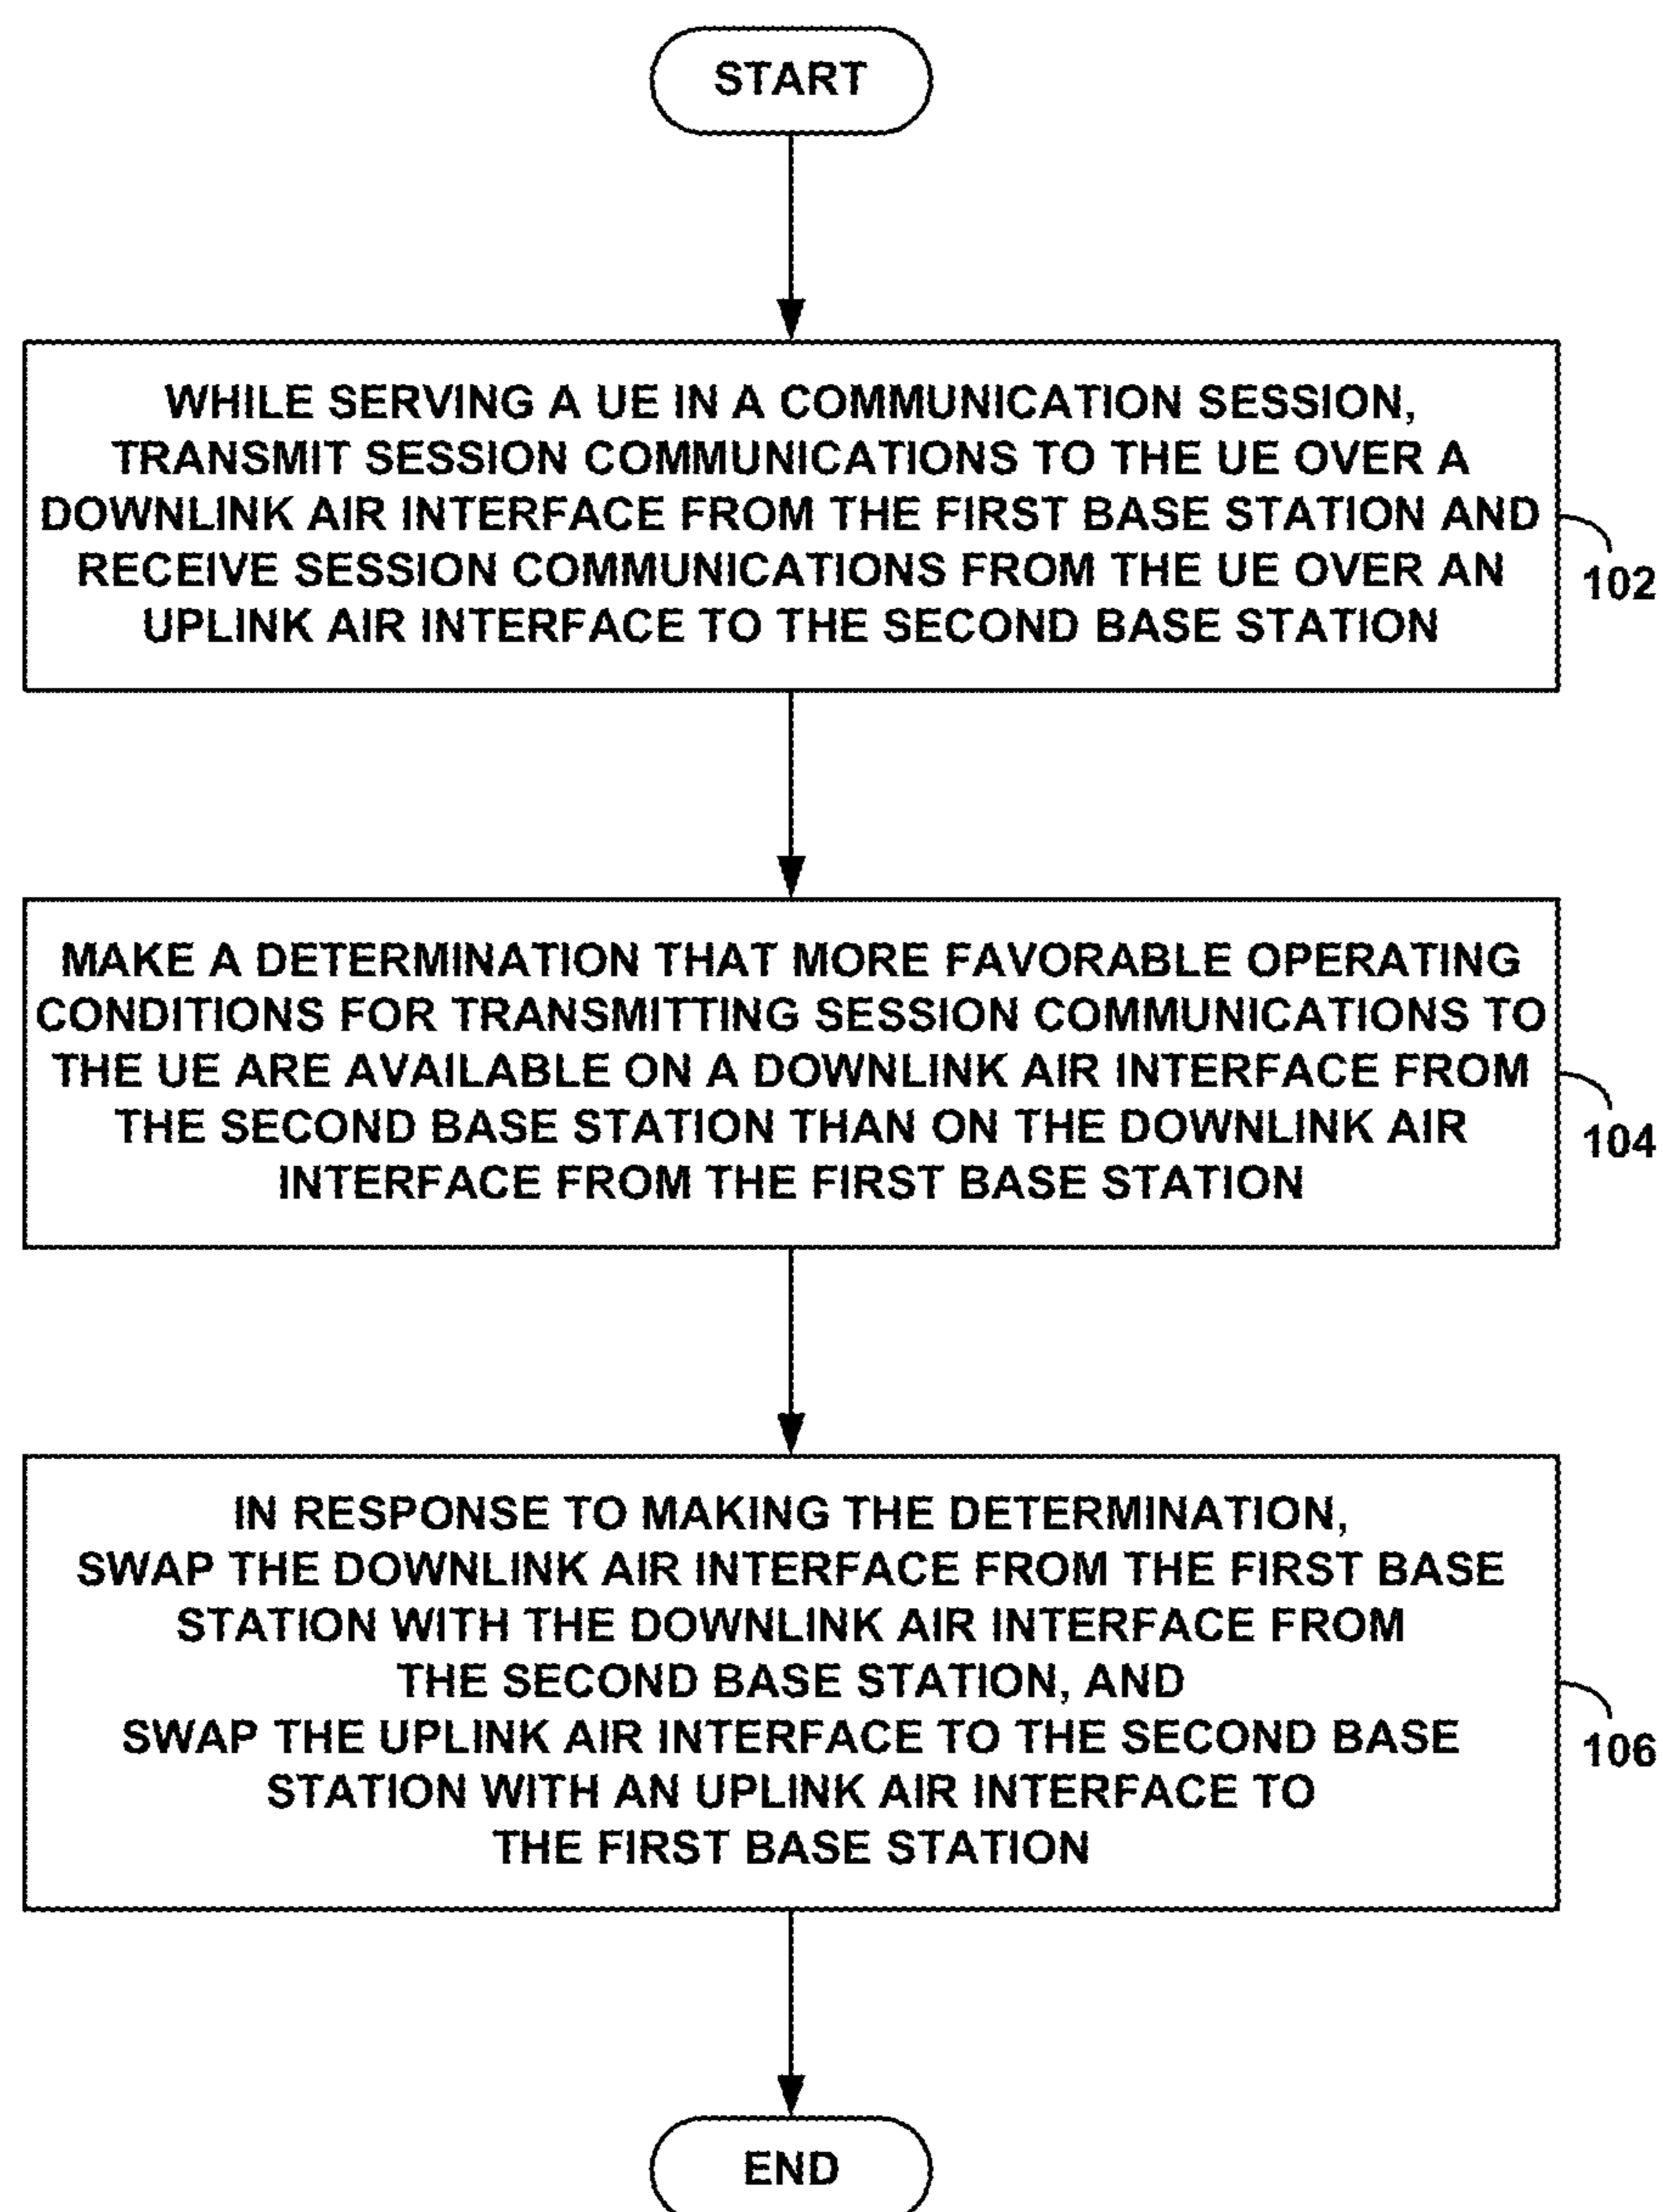 START
WHILE SERVING A UE IN A COMMUNICATION SESSION,
TRANSMIT SESSION COMMUNICATIONS TO THE UE OVER A
DOWNLINK AIR INTERFACE FROM THE FIRST BASE STATION AND
RECEIVE SESSION COMMUNICATIONS FROM THE UE OVER AN
UPLINK AIR INTERFACE TO THE SECOND BASE STATION
102
MAKE A DETERMINATION THAT MORE FAVORABLE OPERATING
CONDITIONS FOR TRANSMITTING SESSION COMMUNICATIONS TO
THE UE ARE AVAILABLE ON A DOWNLINK AIR INTERFACE FROM
THE SECOND BASE STATION THAN ON THE DOWNLINK AIR
INTERFACE FROM THE FIRST BASE STATION
104
IN RESPONSE TO MAKING THE DETERMINATION,
SWAP THE DOWNLINK AIR INTERFACE FROM THE FIRST BASE
STATION WITH THE DOWNLINK AIR INTERFACE FROM
THE SECOND BASE STATION, AND
SWAP THE UPLINK AIR INTERFACE TO THE SECOND BASE
STATION WITH AN UPLINK AIR INTERFACE TO
THE FIRST BASE STATION
106
END